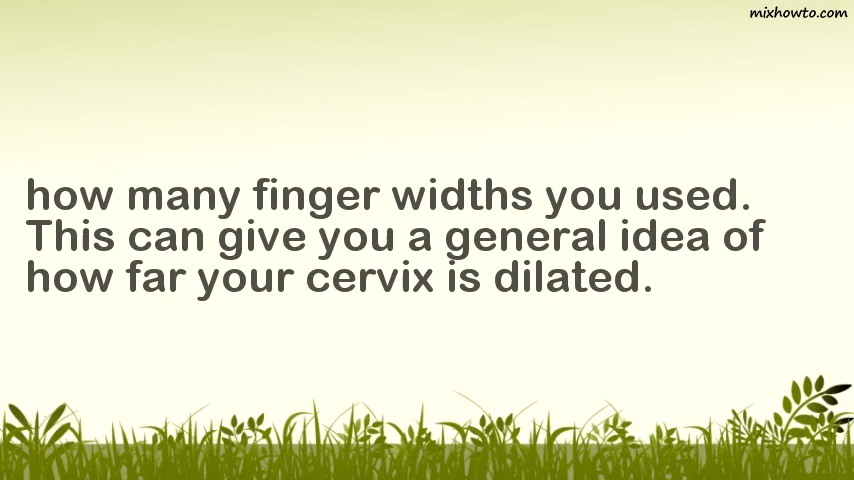 mixhowto.com
how many finger widths you used.
This can give you a general idea of
how far your cervix is dilated.